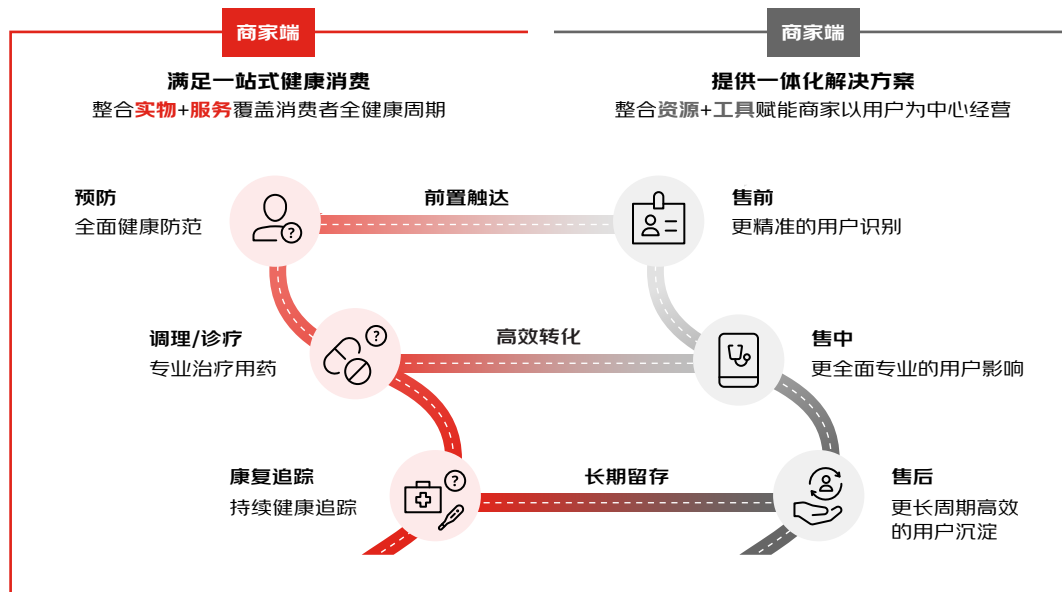 商家端
满足一站式健康消费
整合实物+服务覆盖消费者全健康周期
商家端
提供一体化解决方案
整合资源+工具赋能商家以用户为中心经营
预防
全面健康防范
前置触达
售前
更精准的用户识别
调理/诊疗
专业治疗用药
高效转化
售中
更全面专业的用户影响
康复追踪
持续健康追踪
长期留存
售后
更长周期高效
的用户沉淀
?
?
?